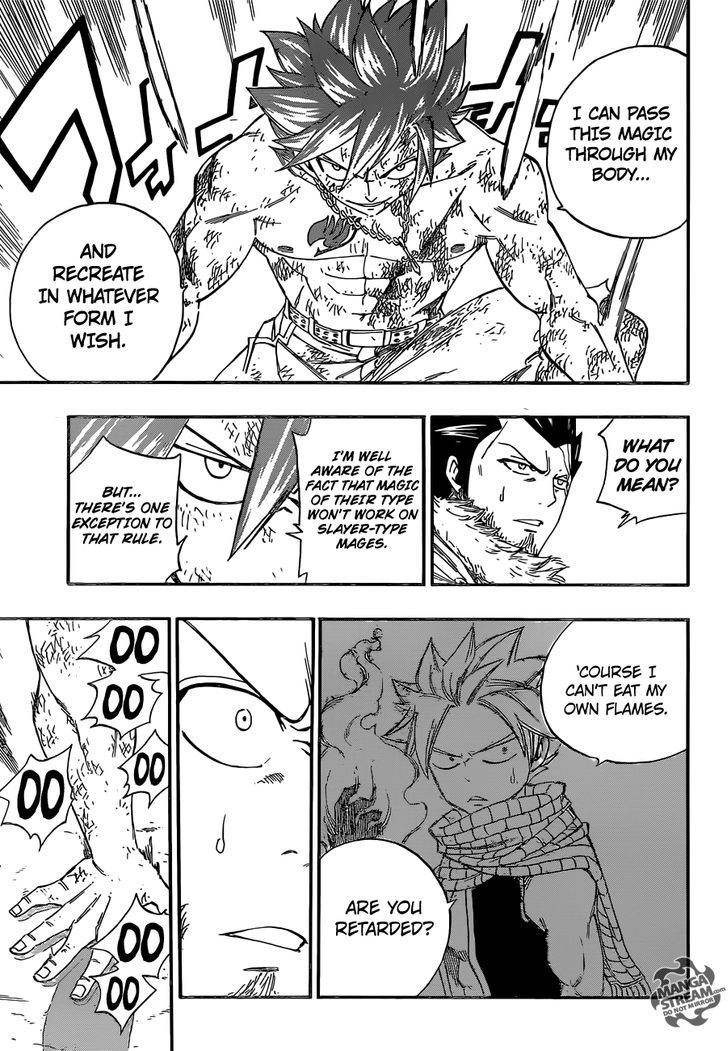 I CAN PASS
THIS MAGIC
THROUGH MY
BODY...
AND
RECREATE
IN WHATEVER
FORM I
WISH.
WHAT
DO YOU
MEAN?
I'M WELL
AWARE OF THE
FACT THAT MAGIC
OF THEIR TYPE
WON'T WORK ON
SLAYER-TYPE
MAGES.
BUT...
THERE'S ONE
EXCEPTION TO
THAT RULE.
'COURSE I
CAN'T EAT MY
OWN FLAMES.
ARE YOU
RETARDED?
OO
OO
OO
OO
OO
OO
MANGA
STREAM.com
DO NOT MIRROR